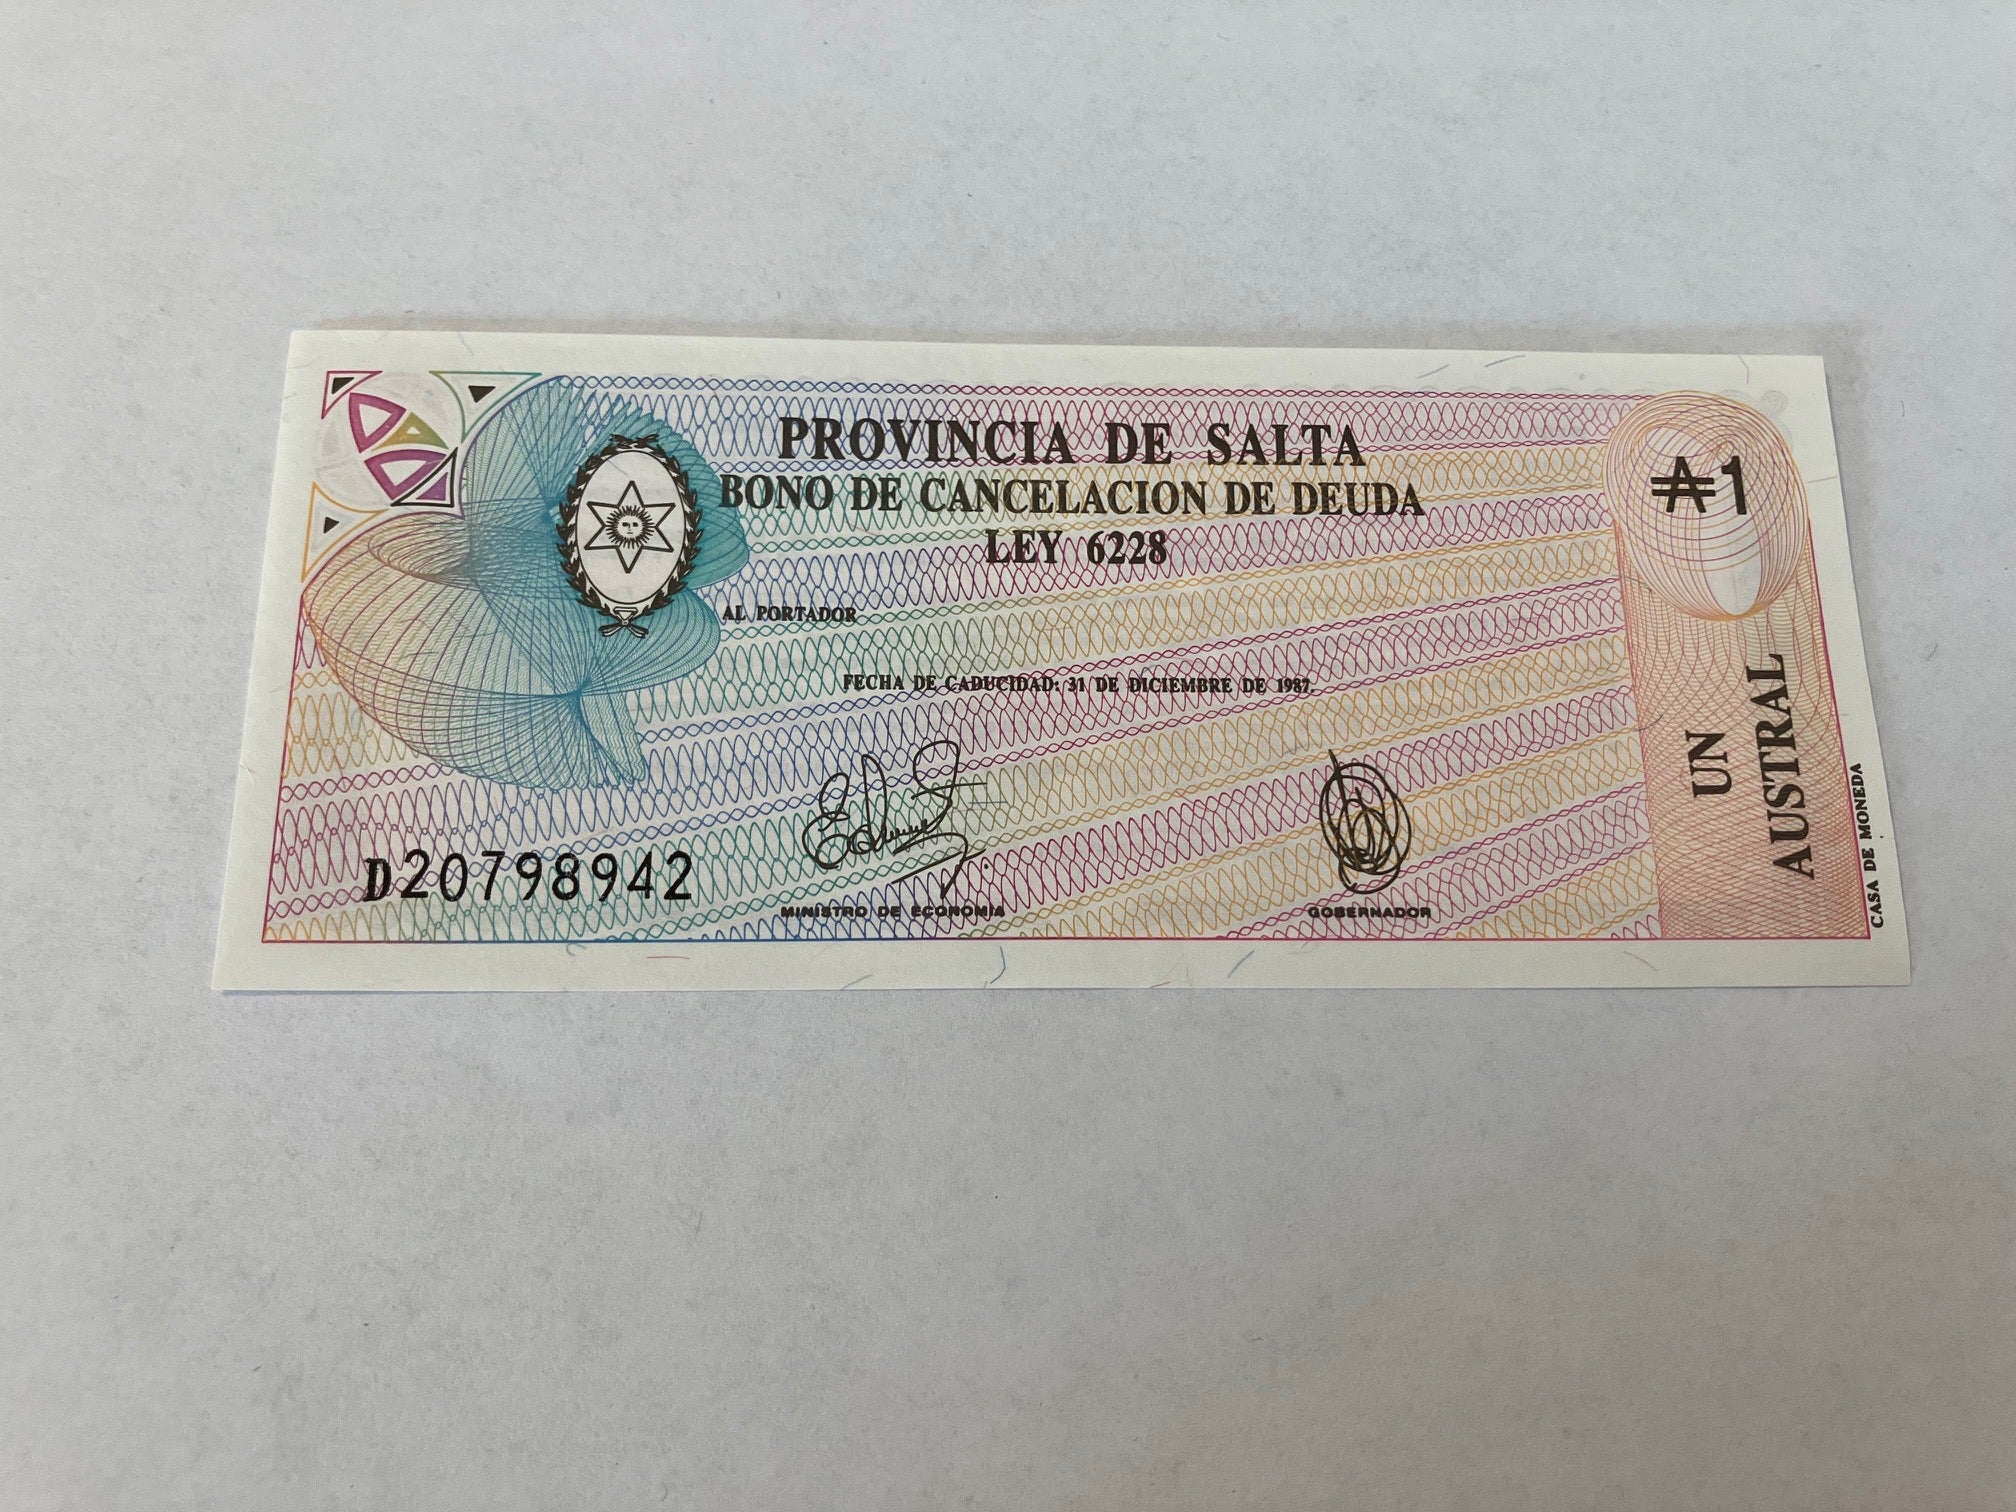 PROVINCIA DE SALTA
BONO DE CANCELACION DE DEUDA
LEY 6228
₳1
AL PORTADOR
FECHA DE CADUCIDAD: 31 DE DICIEMBRE DE 1987.
D20798942
MINISTRO DE ECONOMIA
GOBERNADOR
UN
AUSTRAL
CASA DE MONEDA